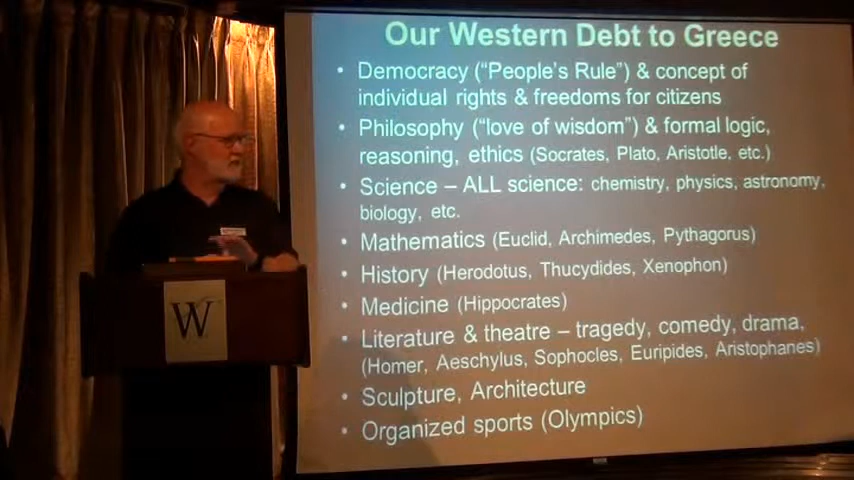 Our Western Debt to Greece
• Democracy ("People's Rule") & concept of
individual rights & freedoms for citizens
• Philosophy ("love of wisdom") & formal logic,
reasoning, ethics (Socrates, Plato, Aristotle, etc.)
• Science – ALL science: chemistry, physics, astronomy,
biology, etc.
• Mathematics (Euclid, Archimedes, Pythagorus)
• History (Herodotus, Thucydides, Xenophon)
• Medicine (Hippocrates)
• Literature & theatre – tragedy, comedy, drama,
(Homer, Aeschylus, Sophocles, Euripides, Aristophanes)
• Sculpture, Architecture
• Organized sports (Olympics)
W